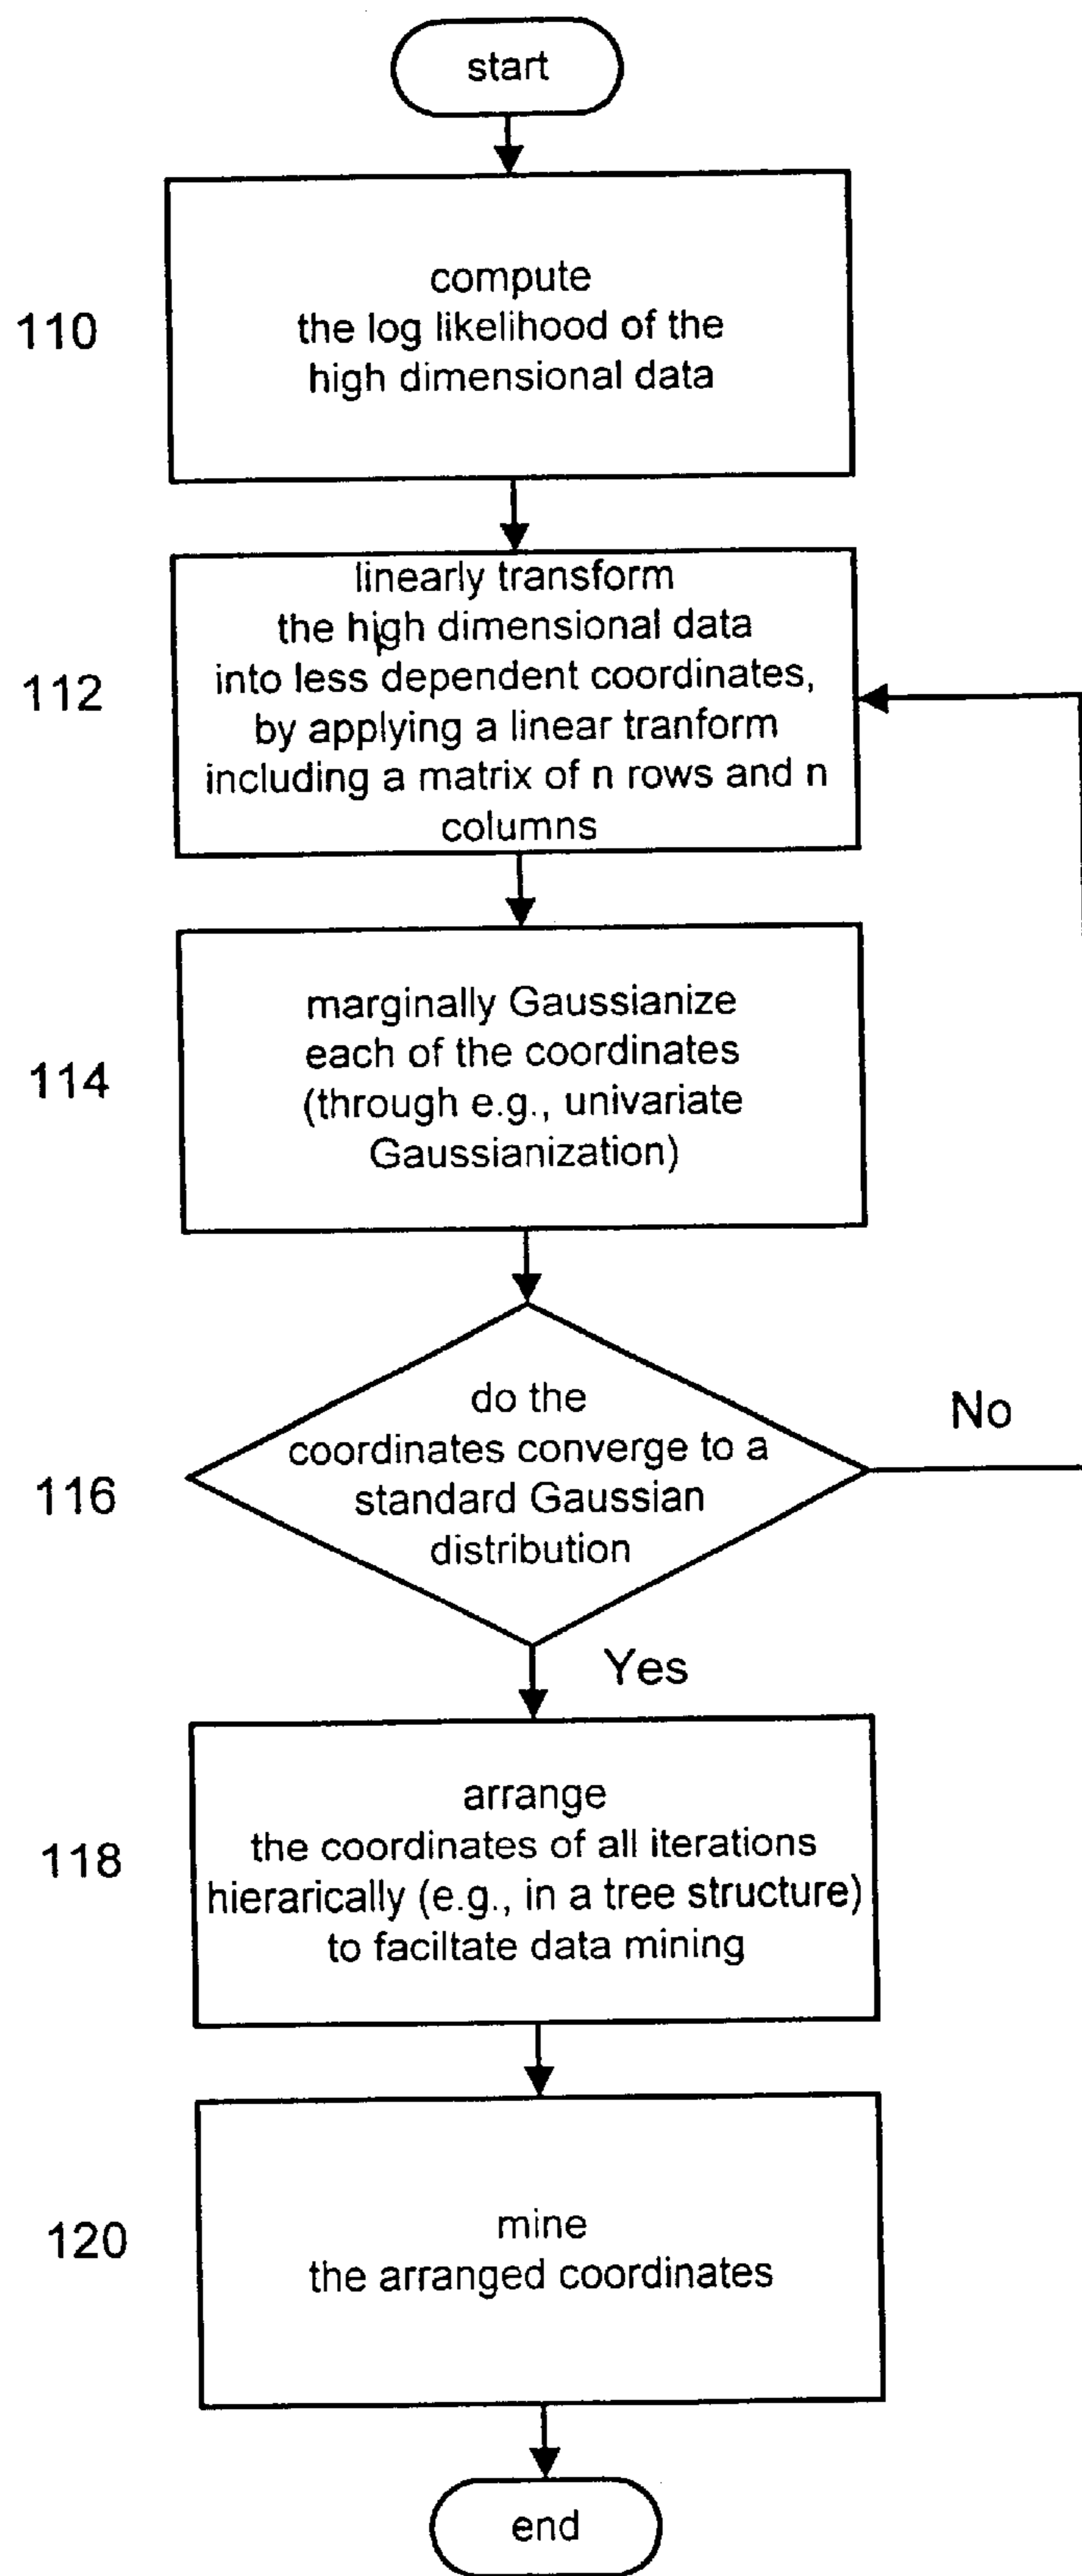 start
110
compute
the log likelihood of the
high dimensional data
112
linearly transform
the high dimensional data
into less dependent coordinates,
by applying a linear tranform
including a matrix of n rows and n
columns
114
marginally Gaussianize
each of the coordinates
(through e.g., univariate
Gaussianization)
116
do the
coordinates converge to a
standard Gaussian
distribution
No
Yes
118
arrange
the coordinates of all iterations
hierarically (e.g., in a tree structure)
to faciltate data mining
120
mine
the arranged coordinates
end